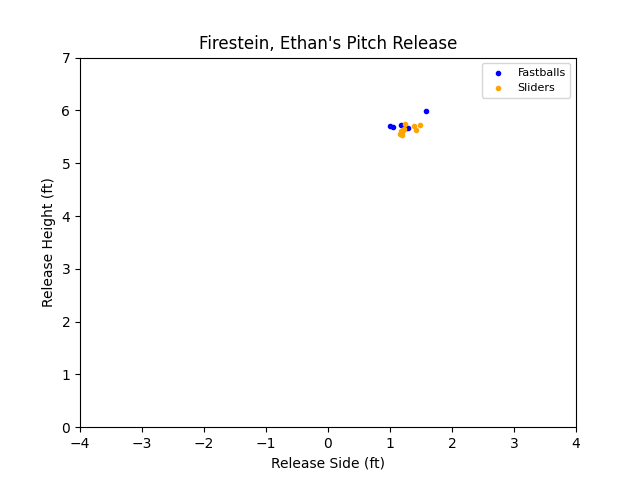 Firestein, Ethan's Pitch Release
Fastballs
Sliders
Release Height (ft)
7
6
5
4
3
2
1
0
−4 −3 −2 −1 0 1 2 3 4
Release Side (ft)